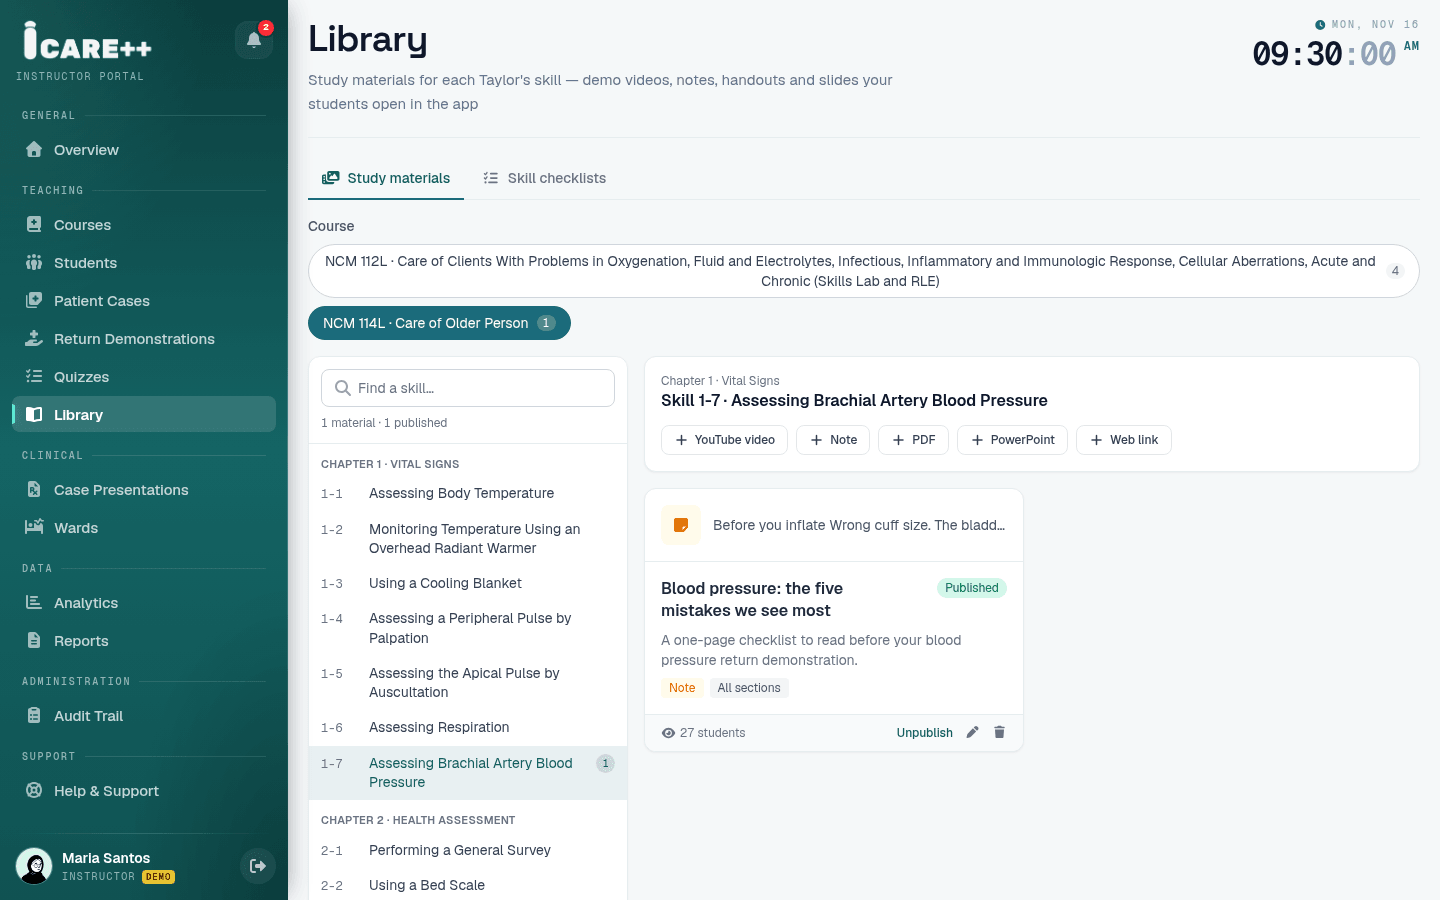 iCARE++
2
INSTRUCTOR PORTAL
GENERAL
Overview
TEACHING
Courses
Students
Patient Cases
Return Demonstrations
Quizzes
Library
CLINICAL
Case Presentations
Wards
DATA
Analytics
Reports
ADMINISTRATION
Audit Trail
SUPPORT
Help & Support
Maria Santos
INSTRUCTOR DEMO
Library
Study materials for each Taylor's skill — demo videos, notes, handouts and slides your
students open in the app
MON, NOV 16
09:30:00 AM
Study materials
Skill checklists
Course
NCM 112L · Care of Clients With Problems in Oxygenation, Fluid and Electrolytes, Infectious, Inflammatory and Immunologic Response, Cellular Aberrations, Acute and
Chronic (Skills Lab and RLE)
4
NCM 114L · Care of Older Person 1
Find a skill...
1 material · 1 published
CHAPTER 1 · VITAL SIGNS
1-1 Assessing Body Temperature
1-2 Monitoring Temperature Using an
Overhead Radiant Warmer
1-3 Using a Cooling Blanket
1-4 Assessing a Peripheral Pulse by
Palpation
1-5 Assessing the Apical Pulse by
Auscultation
1-6 Assessing Respiration
1-7 Assessing Brachial Artery Blood
Pressure
1
CHAPTER 2 · HEALTH ASSESSMENT
2-1 Performing a General Survey
2-2 Using a Bed Scale
Chapter 1 · Vital Signs
Skill 1-7 · Assessing Brachial Artery Blood Pressure
YouTube video
Note
PDF
PowerPoint
Web link
Before you inflate Wrong cuff size. The bladd...
Blood pressure: the five
mistakes we see most
Published
A one-page checklist to read before your blood
pressure return demonstration.
Note
All sections
27 students
Unpublish